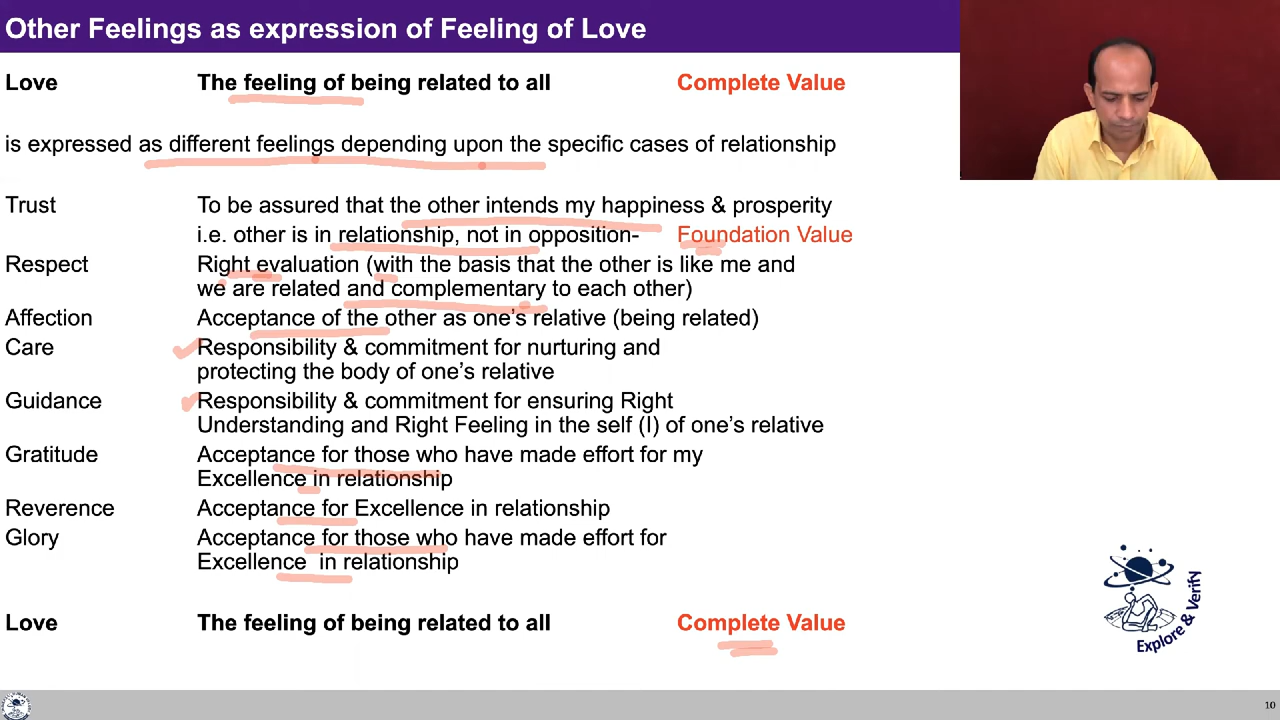 Other Feelings as expression of Feeling of Love
Love The feeling of being related to all Complete Value
is expressed as different feelings depending upon the specific cases of relationship
Trust To be assured that the other intends my happiness & prosperity
i.e. other is in relationship, not in opposition- Foundation Value
Respect Right evaluation (with the basis that the other is like me and
we are related and complementary to each other)
Affection Acceptance of the other as one's relative (being related)
Care Responsibility & commitment for nurturing and
protecting the body of one's relative
Guidance Responsibility & commitment for ensuring Right
Understanding and Right Feeling in the self (I) of one's relative
Gratitude Acceptance for those who have made effort for my
Excellence in relationship
Reverence Acceptance for Excellence in relationship
Glory Acceptance for those who have made effort for
Excellence in relationship
Love The feeling of being related to all Complete Value
Explore & Verify
10